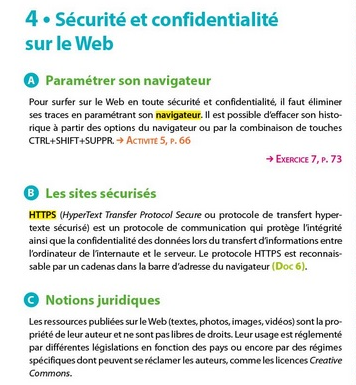 4 • Sécurité et confidentialité
sur le Web
A Paramétrer son navigateur
Pour surfer sur le Web en toute sécurité et confidentialité, il faut éliminer
ses traces en paramétrant son navigateur. Il est possible d'effacer son histo-
rique à partir des options du navigateur ou par la combinaison de touches
CTRL+SHIFT+SUPPR. → ACTIVITÉ 5, P. 66
→ EXERCICE 7, P. 73
B Les sites sécurisés
HTTPS (HyperText Transfer Protocol Secure ou protocole de transfert hyper-
texte sécurisé) est un protocole de communication qui protège l'intégrité
ainsi que la confidentialité des données lors du transfert d'informations entre
l'ordinateur de l'internaute et le serveur. Le protocole HTTPS est reconnais-
sable par un cadenas dans la barre d'adresse du navigateur (Doc 6).
C Notions juridiques
Les ressources publiées sur le Web (textes, photos, images, vidéos) sont la pro-
priété de leur auteur et ne sont pas libres de droits. Leur usage est réglementé
par différentes législations en fonction des pays ou encore par des régimes
spécifiques dont peuvent se réclamer les auteurs, comme les licences Creative
Commons.